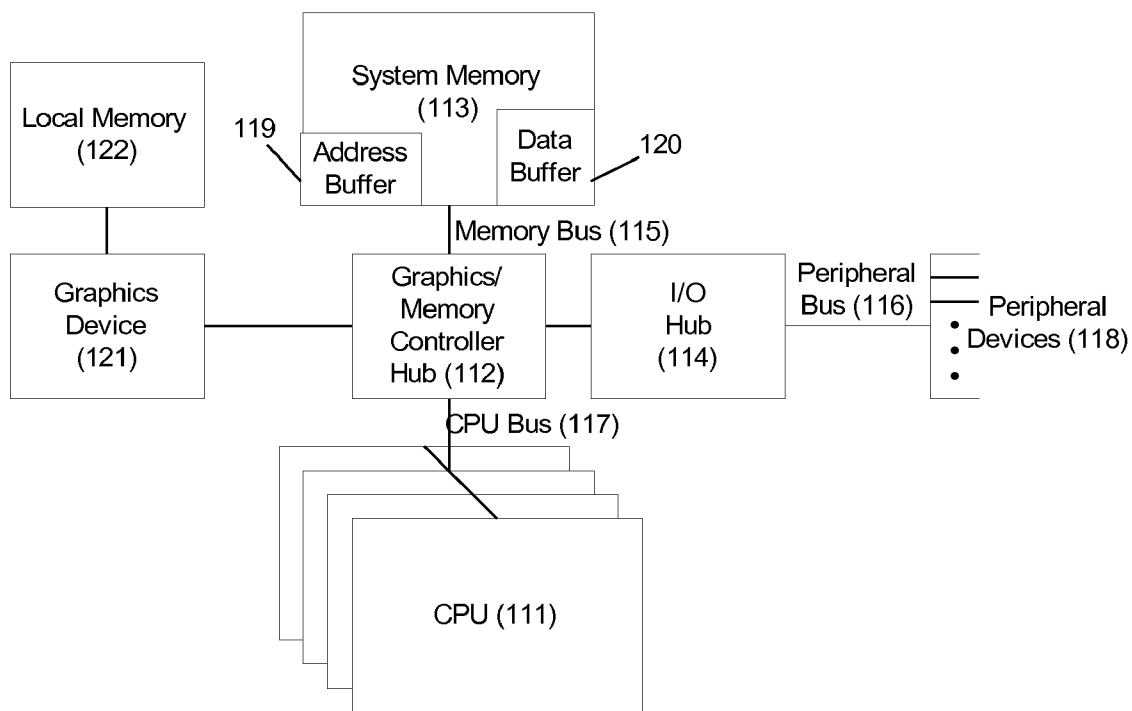 System Memory
(113)
Local Memory
(122)
119
Address
Buffer
Data
Buffer
120
Memory Bus (115)
Graphics
Device
(121)
Graphics/
Memory
Controller
Hub (112)
I/O
Hub
(114)
Peripheral
Bus (116)
Peripheral
Devices (118)
CPU Bus (117)
CPU (111)